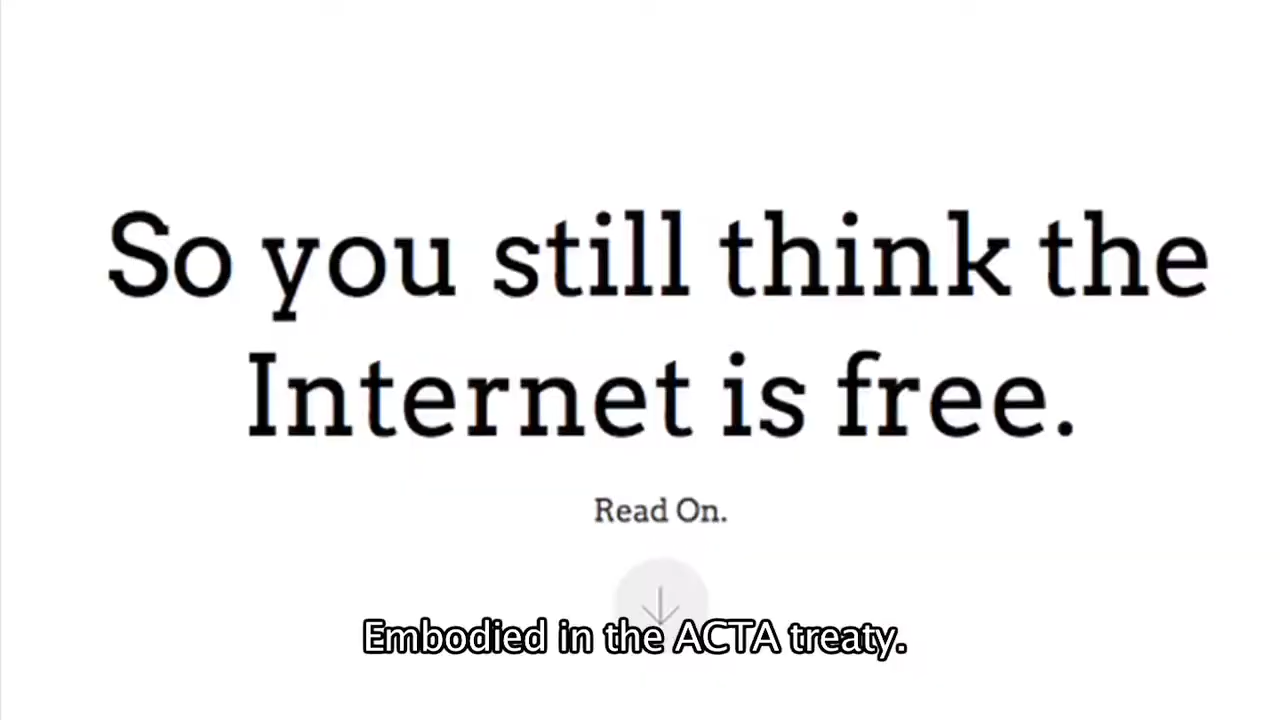 So you still think the
Internet is free.
Read On.
Embodied in the ACTA treaty.